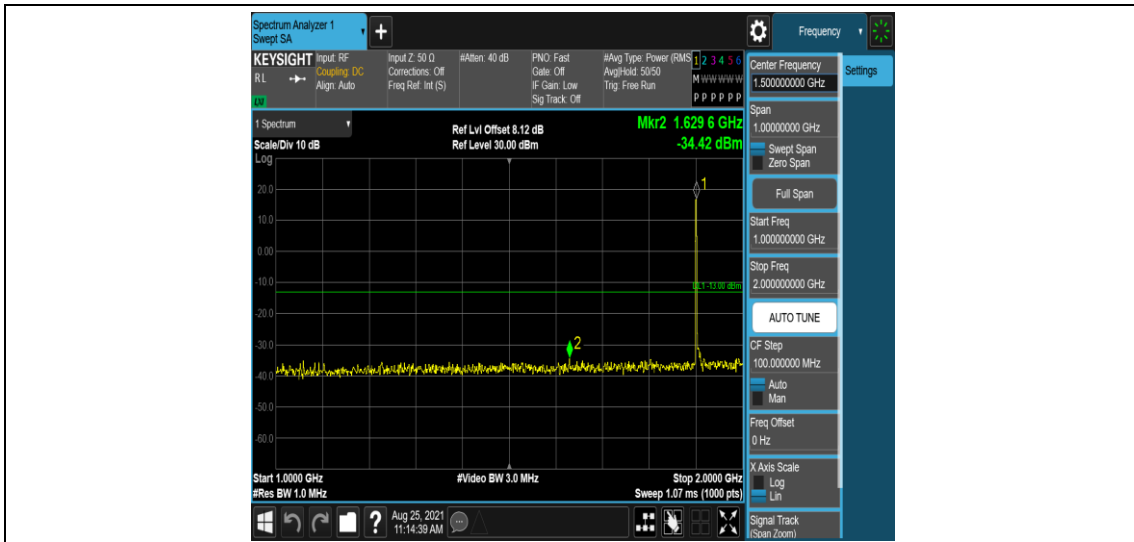 Spectrum Analyzer 1
Swept SA
+
Frequency
KEYSIGHT
RL
LXI
Input: RF
Coupling: DC
Align: Auto
Input Z: 50 Ω
Corrections: Off
Freq Ref: Int (S)
#Atten: 40 dB
PNO: Fast
Gate: Off
IF Gain: Low
Sig Track: Off
#Avg Type: Power (RMS
Avg|Hold: 50/50
Trig: Free Run
1 2 3 4 5 6
M W W W W W
P P P P P P
Center Frequency
1.500000000 GHz
Settings
1 Spectrum
Ref Lvl Offset 8.12 dB
Mkr2 1.629 6 GHz
Scale/Div 10 dB
Ref Level 30.00 dBm
-34.42 dBm
Log
1
20.0
10.0
0.00
-10.0
DL1 -13.00 dBm
-20.0
-30.0
2
-40.0
-50.0
-60.0
Start 1.0000 GHz
#Video BW 3.0 MHz
Stop 2.0000 GHz
#Res BW 1.0 MHz
Sweep 1.07 ms (1000 pts)
Span
1.00000000 GHz
Swept Span
Zero Span
Full Span
Start Freq
1.000000000 GHz
Stop Freq
2.000000000 GHz
AUTO TUNE
CF Step
100.000000 MHz
Auto
Man
Freq Offset
0 Hz
X Axis Scale
Log
Lin
Signal Track
(Span Zoom)
?
Aug 25, 2021
11:14:39 AM